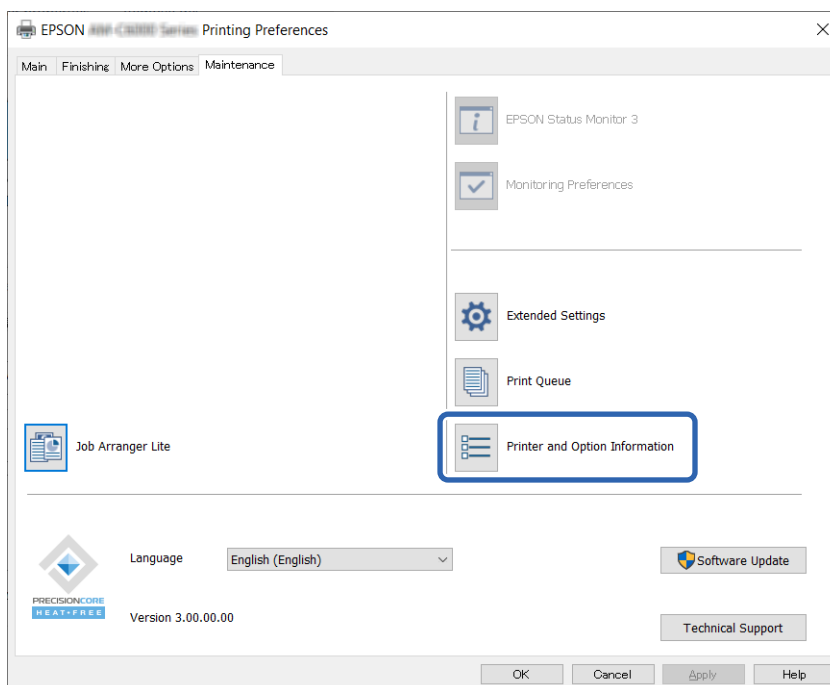 EPSON Printing Preferences
Main Finishing More Options Maintenance
EPSON Status Monitor 3
Monitoring Preferences
Extended Settings
Print Queue
Job Arranger Lite
Printer and Option Information
Language English (English)
Software Update
PRECISIONCORE
HEAT-FREE
Version 3.00.00.00
Technical Support
OK Cancel Apply Help